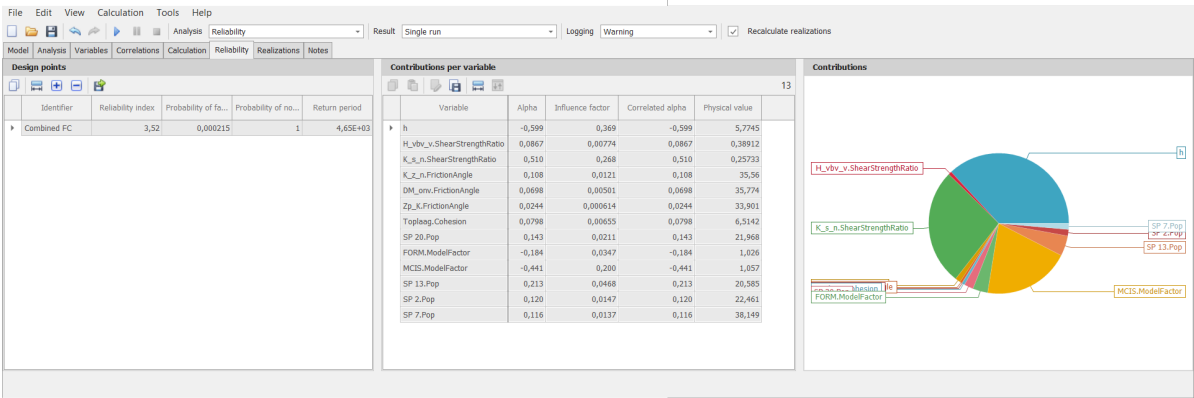 File Edit View Calculation Tools Help
Analysis Reliability Result Single run Logging Warning Recalculate realizations
Model Analysis Variables Correlations Calculation Reliability Realizations Notes
Design points
Identifier Reliability index Probability of fa... Probability of no... Return period
Combined FC 3,52 0,000215 1 4,65E+03
Contributions per variable
13
Variable Alpha Influence factor Correlated alpha Physical value
h -0,599 0,369 -0,599 5,7745
H_vbv_v.ShearStrengthRatio 0,0867 0,00774 0,0867 0,38912
K_s_n.ShearStrengthRatio 0,510 0,268 0,510 0,25733
K_z_n.FrictionAngle 0,108 0,0121 0,108 35,56
DM_onv.FrictionAngle 0,0698 0,00501 0,0698 35,774
Zp_K.FrictionAngle 0,0244 0,000614 0,0244 33,901
Toplaag.Cohesion 0,0798 0,00655 0,0798 6,5142
SP 20.Pop 0,143 0,0211 0,143 21,968
FORM.ModelFactor -0,184 0,0347 -0,184 1,026
MCIS.ModelFactor -0,441 0,200 -0,441 1,057
SP 13.Pop 0,213 0,0468 0,213 20,585
SP 2.Pop 0,120 0,0147 0,120 22,461
SP 7.Pop 0,116 0,0137 0,116 38,149
Contributions
h
H_vbv_v.ShearStrengthRatio
K_s_n.ShearStrengthRatio
SP 7.Pop
SP 2.Pop
SP 13.Pop
MCIS.ModelFactor
FORM.ModelFactor